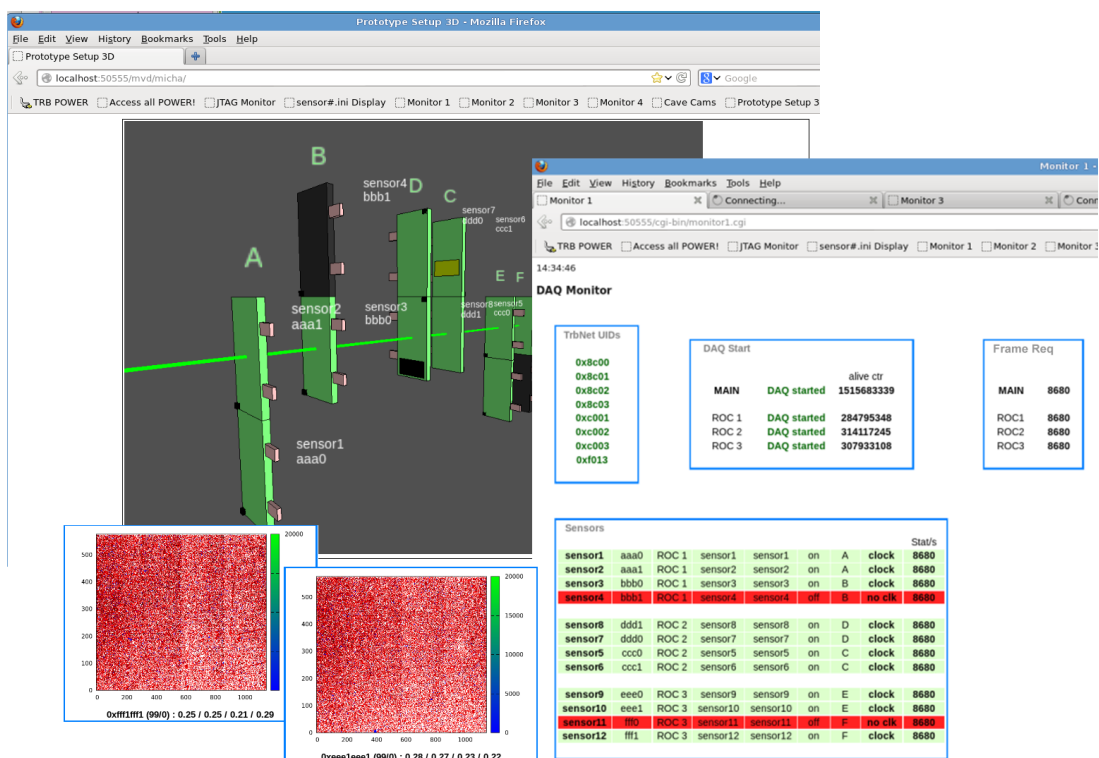 Prototype Setup 3D - Mozilla Firefox
File Edit View History Bookmarks Tools Help
Prototype Setup 3D
localhost:50555/mvd/micha/
Google
TRB POWER Access all POWER! JTAG Monitor sensor#.ini Display Monitor 1 Monitor 2 Monitor 3 Monitor 4 Cave Cams Prototype Setup 3
B
sensor4
bbb1
D
C
sensor7
ddd0
sensor6
ccc1
A
E F
sensor2
aaa1
sensor3
bbb0
sensor8
ddd1
sensor5
ccc0
sensor1
aaa0
Monitor 1 -
File Edit View History Bookmarks Tools Help
Monitor 1 Connecting... Monitor 3 Conn
localhost:50555/cgi-bin/monitor1.cgi
TRB POWER Access all POWER! JTAG Monitor sensor#.ini Display Monitor 1 Monitor 2 Monitor 3
14:34:46
DAQ Monitor
TrbNet UIDs
0x8c00
0x8c01
0x8c02
0x8c03
0xc001
0xc002
0xc003
0xf013
DAQ Start
alive ctr
MAIN DAQ started 1515683339
ROC 1 DAQ started 284795348
ROC 2 DAQ started 314117245
ROC 3 DAQ started 307933108
Frame Req
MAIN 8680
ROC1 8680
ROC2 8680
ROC3 8680
Sensors
Stat/s
sensor1 aaa0 ROC 1 sensor1 sensor1 on A clock 8680
sensor2 aaa1 ROC 1 sensor2 sensor2 on A clock 8680
sensor3 bbb0 ROC 1 sensor3 sensor3 on B clock 8680
sensor4 bbb1 ROC 1 sensor4 sensor4 off B no clk 8680
sensor8 ddd1 ROC 2 sensor8 sensor8 on D clock 8680
sensor7 ddd0 ROC 2 sensor7 sensor7 on D clock 8680
sensor5 ccc0 ROC 2 sensor5 sensor5 on C clock 8680
sensor6 ccc1 ROC 2 sensor6 sensor6 on C clock 8680
sensor9 eee0 ROC 3 sensor9 sensor9 on E clock 8680
sensor10 eee1 ROC 3 sensor10 sensor10 on E clock 8680
sensor11 fff0 ROC 3 sensor11 sensor11 off F no clk 8680
sensor12 fff1 ROC 3 sensor12 sensor12 on F clock 8680
20000
500
400
300
200
100
0
0 200 400 600 800 1000
0xfff1fff1 (99/0) : 0.25 / 0.25 / 0.21 / 0.29
20000
15000
10000
5000
0
500
400
300
200
100
0
0 200 400 600 800 1000
0xeee1eee1 (99/0) : 0.28 / 0.27 / 0.23 / 0.22